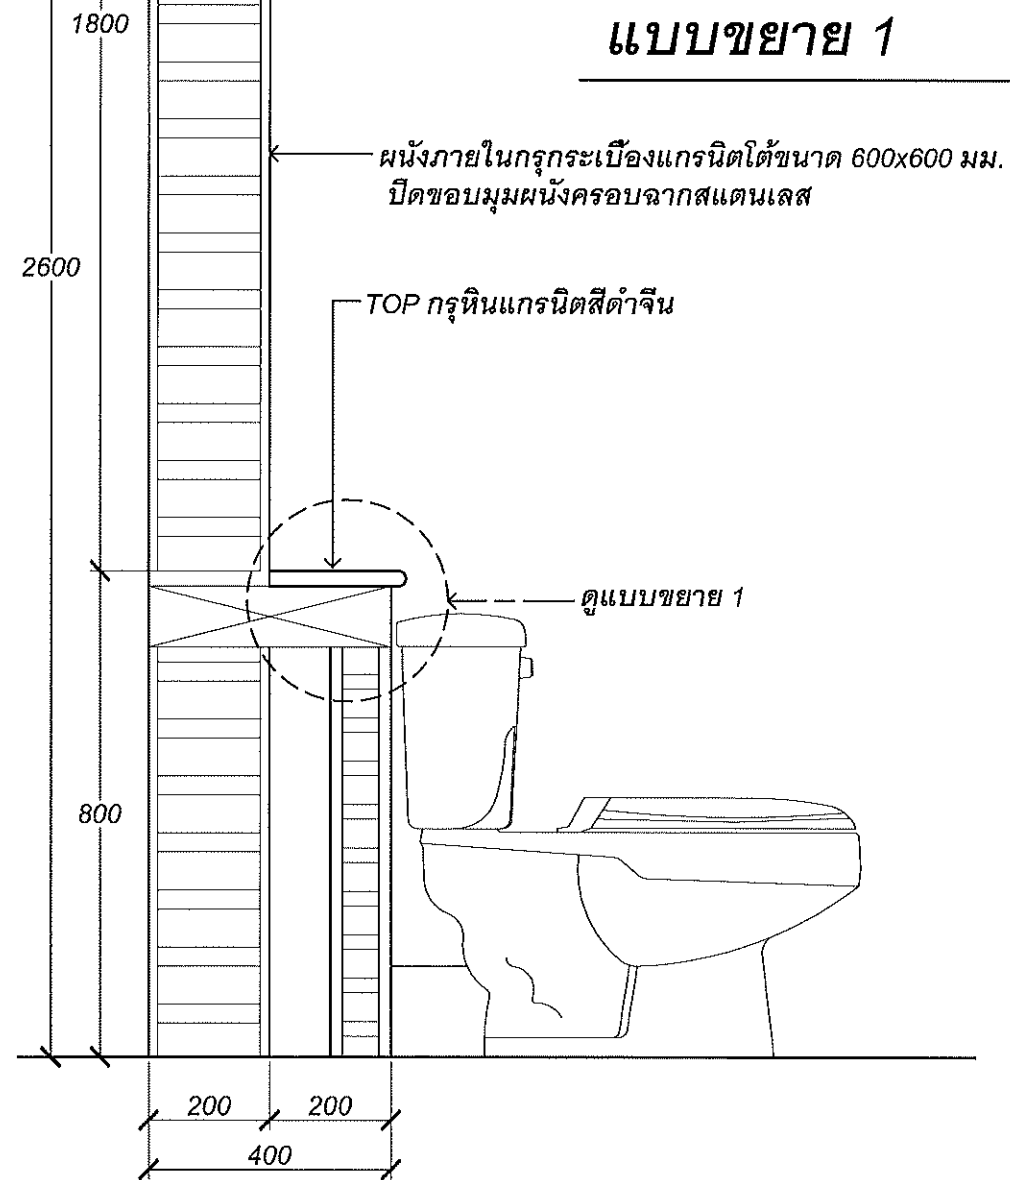 1800
แบบขยาย 1
ผนังภายในกรุกระเบื้องแกรนิตโต้ขนาด 600x600 มม.
ปิดขอบมุมผนังครอบฉากสแตนเลส
2600
TOP กรุหินแกรนิตสีดำจีน
ดูแบบขยาย 1
800
200 200
400